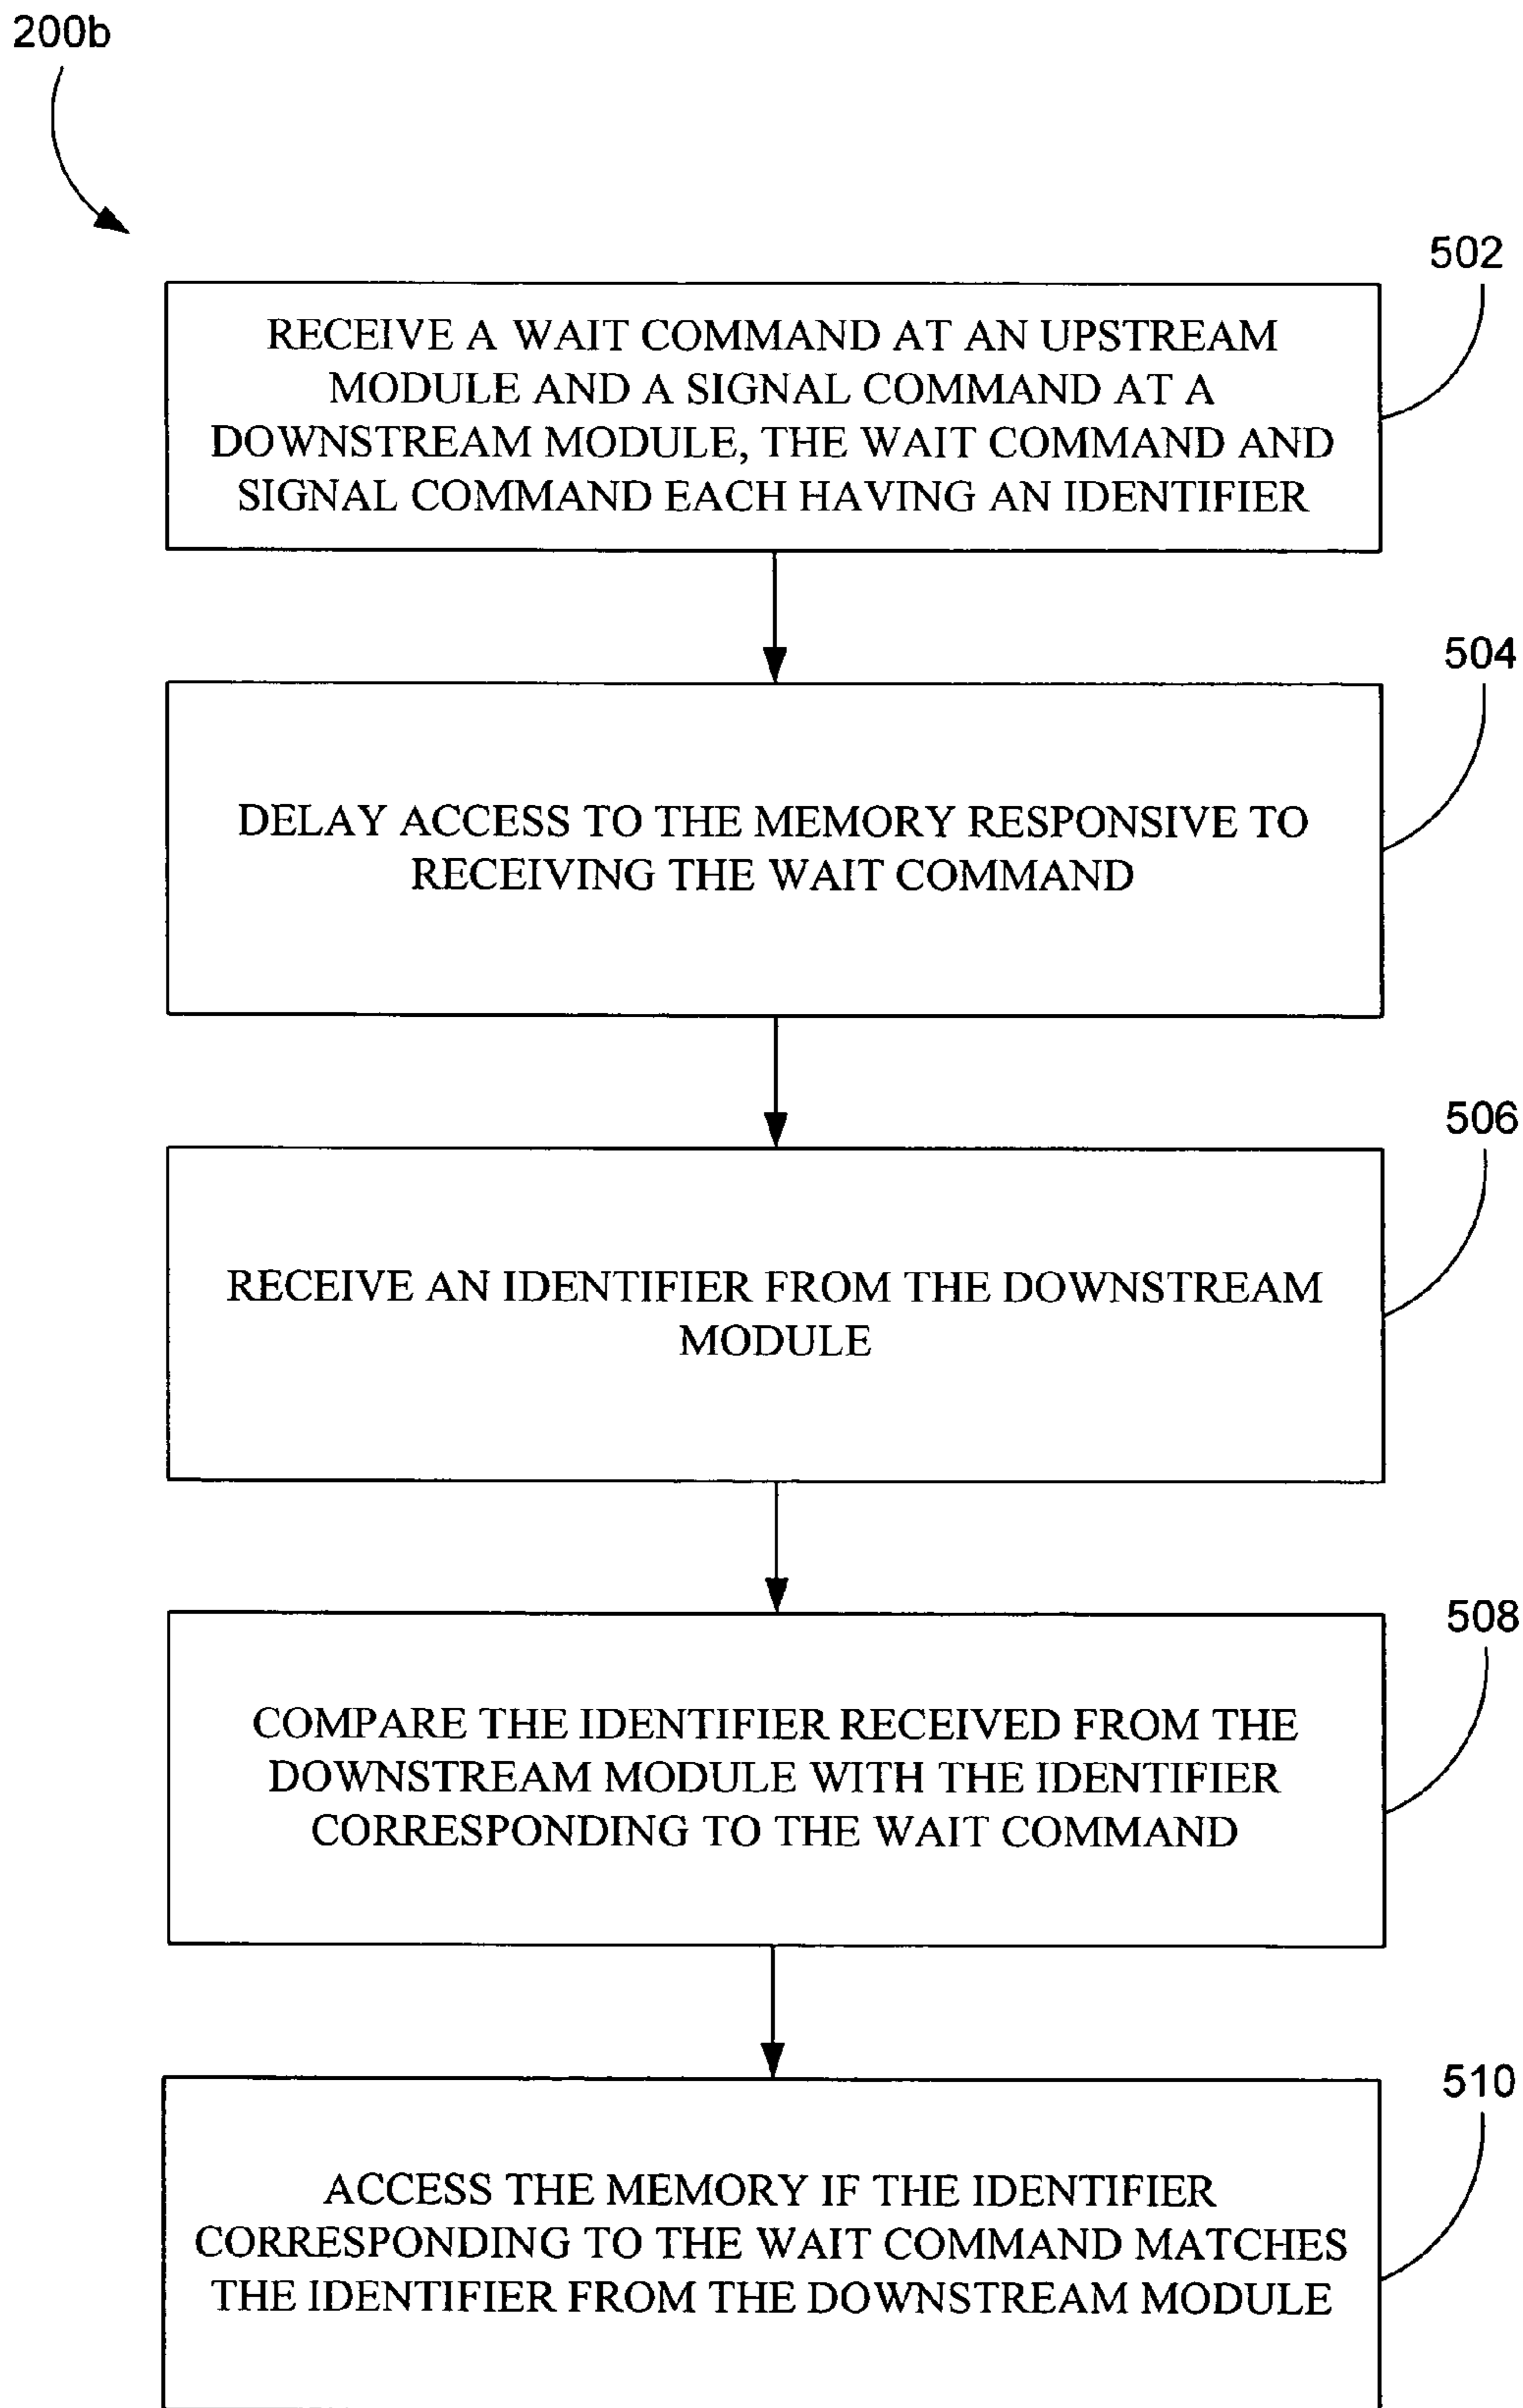 200b
502
RECEIVE A WAIT COMMAND AT AN UPSTREAM
MODULE AND A SIGNAL COMMAND AT A
DOWNSTREAM MODULE, THE WAIT COMMAND AND
SIGNAL COMMAND EACH HAVING AN IDENTIFIER
504
DELAY ACCESS TO THE MEMORY RESPONSIVE TO
RECEIVING THE WAIT COMMAND
506
RECEIVE AN IDENTIFIER FROM THE DOWNSTREAM
MODULE
508
COMPARE THE IDENTIFIER RECEIVED FROM THE
DOWNSTREAM MODULE WITH THE IDENTIFIER
CORRESPONDING TO THE WAIT COMMAND
510
ACCESS THE MEMORY IF THE IDENTIFIER
CORRESPONDING TO THE WAIT COMMAND MATCHES
THE IDENTIFIER FROM THE DOWNSTREAM MODULE